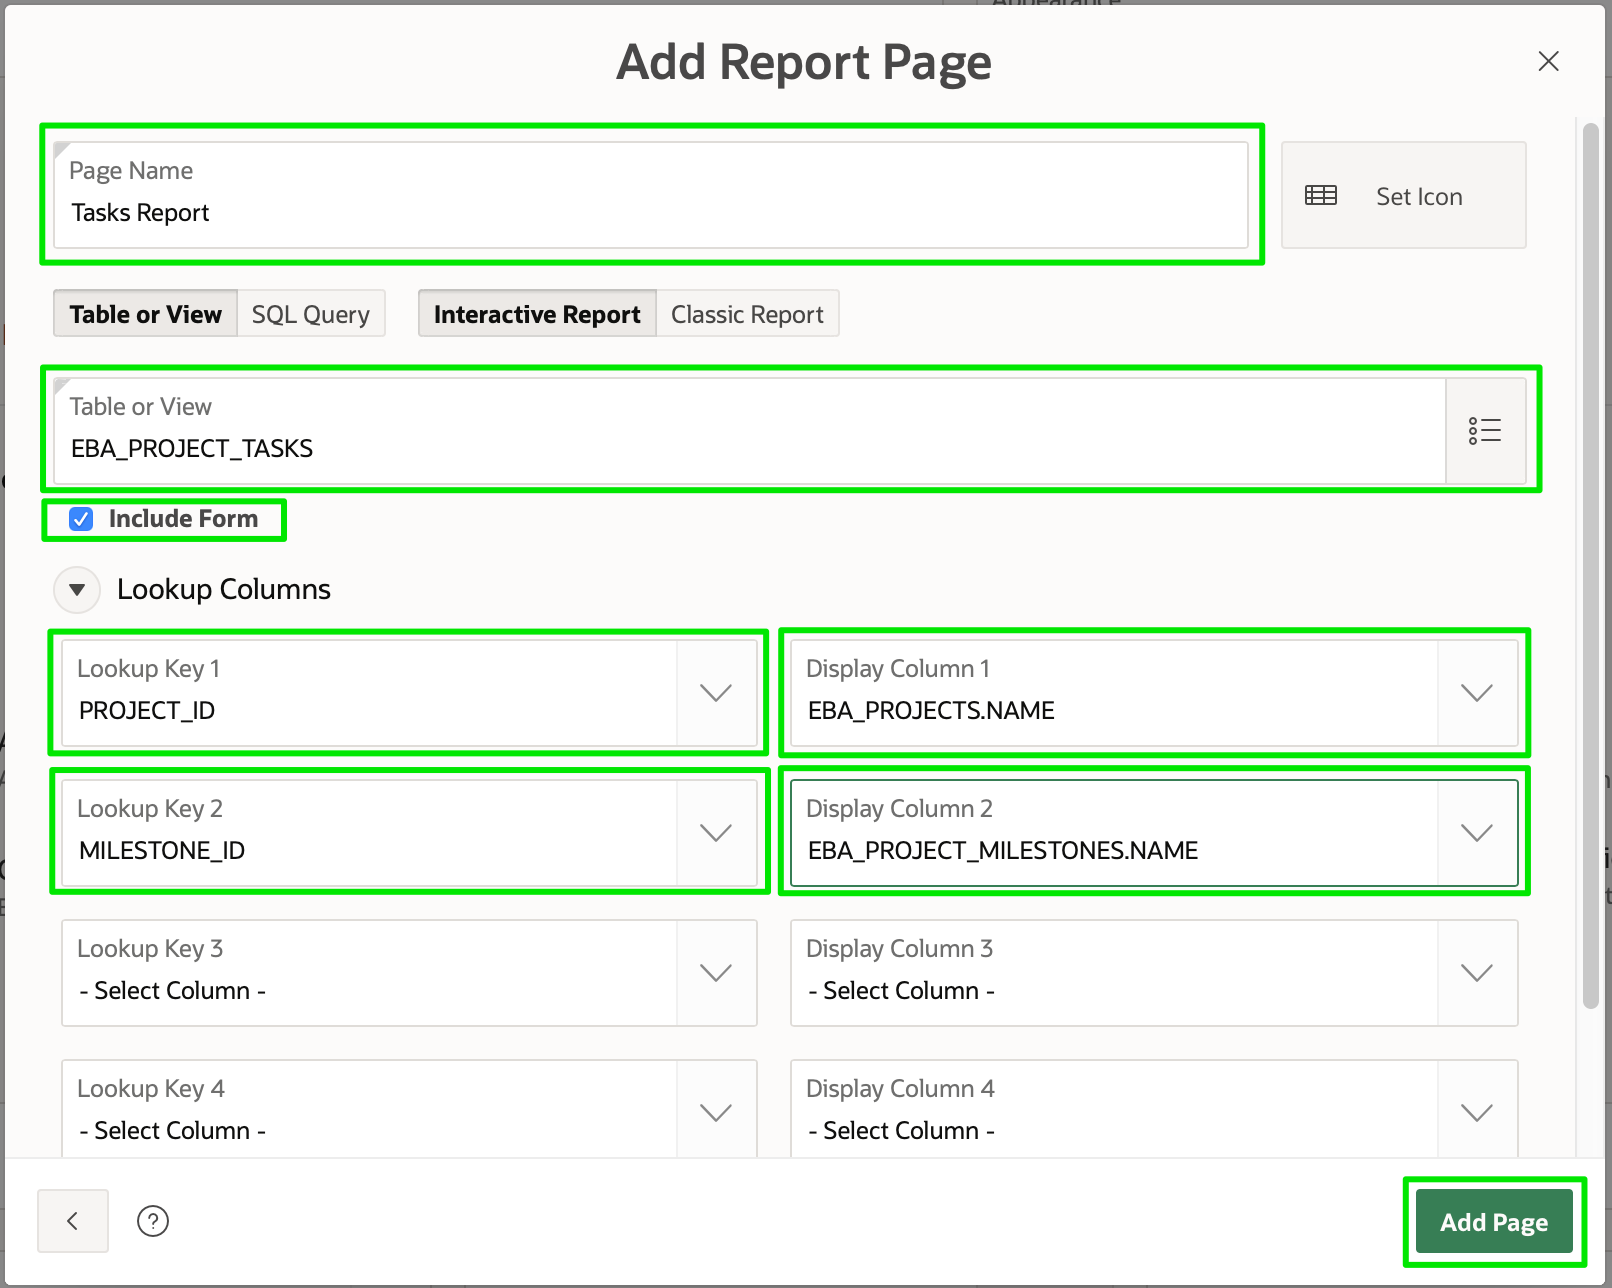 Add Report Page
Page Name
Tasks Report
Set Icon
Table or View
SQL Query
Interactive Report
Classic Report
Table or View
EBA_PROJECT_TASKS
Include Form
Lookup Columns
Lookup Key 1
PROJECT_ID
Display Column 1
EBA_PROJECTS.NAME
Lookup Key 2
MILESTONE_ID
Display Column 2
EBA_PROJECT_MILESTONES.NAME
Lookup Key 3
- Select Column -
Display Column 3
- Select Column -
Lookup Key 4
- Select Column -
Display Column 4
- Select Column -
?
Add Page